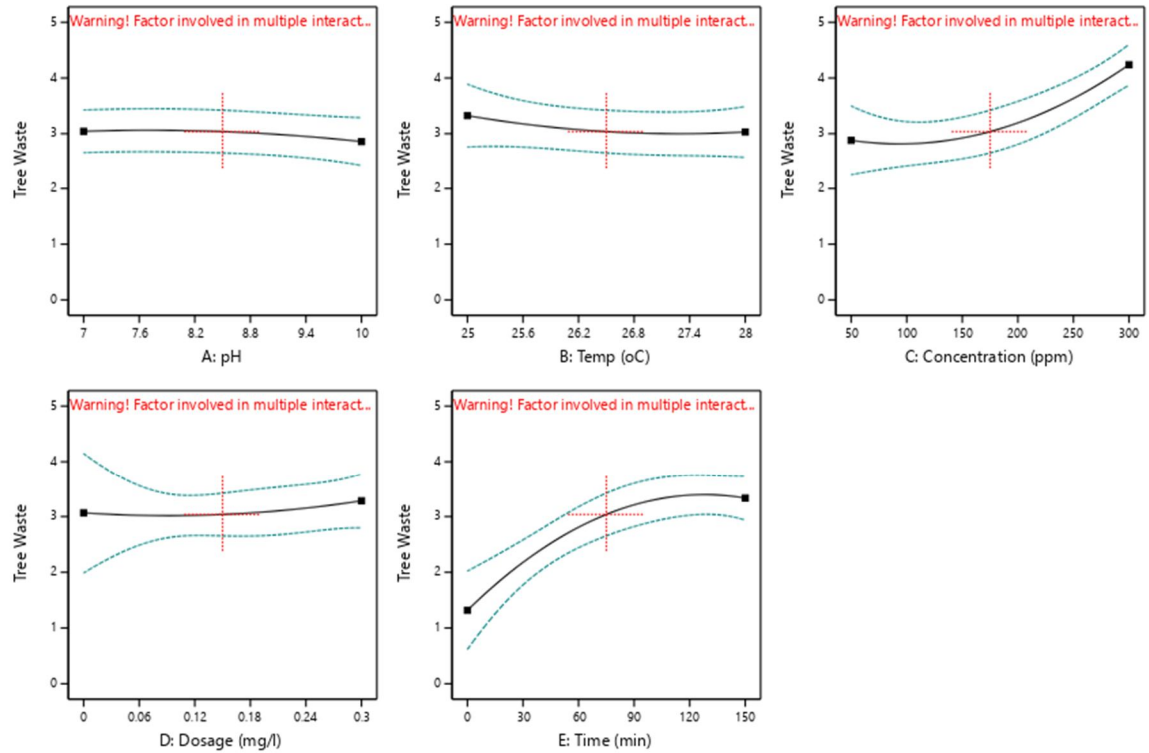 Warning! Factor involved in multiple interact...
5
4
3
2
1
0
Tree Waste
7 7.6 8.2 8.8 9.4 10
A: pH
Warning! Factor involved in multiple interact...
5
4
3
2
1
0
Tree Waste
25 25.6 26.2 26.8 27.4 28
B: Temp (oC)
Warning! Factor involved in multiple interact...
5
4
3
2
1
0
Tree Waste
50 100 150 200 250 300
C: Concentration (ppm)
Warning! Factor involved in multiple interact...
5
4
3
2
1
0
Tree Waste
0 0.06 0.12 0.18 0.24 0.3
D: Dosage (mg/l)
Warning! Factor involved in multiple interact...
5
4
3
2
1
0
Tree Waste
0 30 60 90 120 150
E: Time (min)